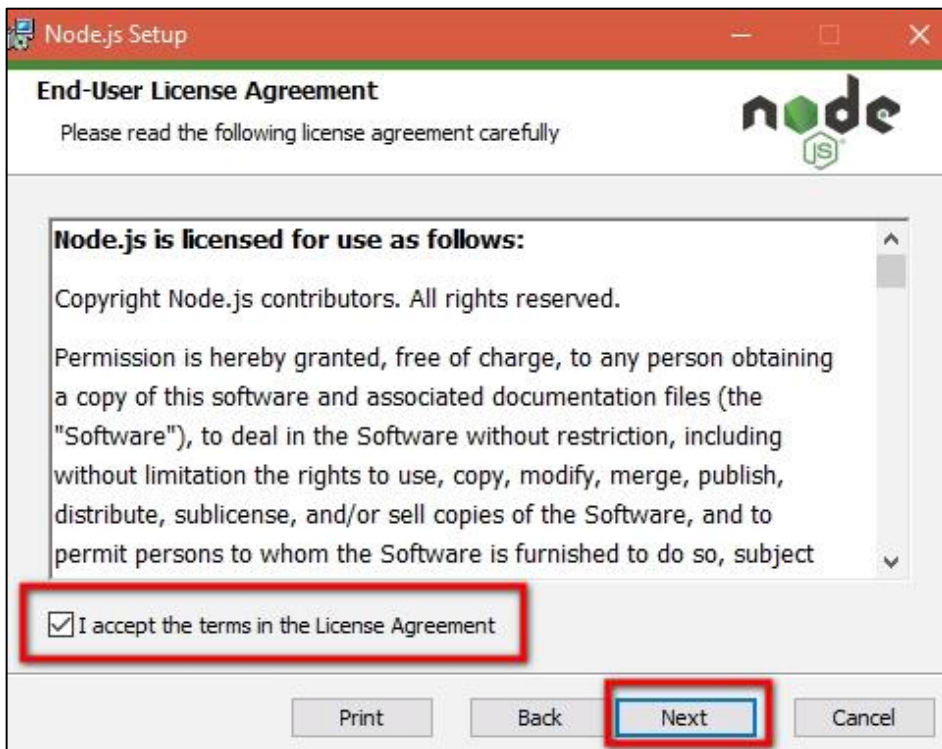 Node.js Setup
End-User License Agreement
Please read the following license agreement carefully
node
JS
Node.js is licensed for use as follows:
Copyright Node.js contributors. All rights reserved.
Permission is hereby granted, free of charge, to any person obtaining
a copy of this software and associated documentation files (the
"Software"), to deal in the Software without restriction, including
without limitation the rights to use, copy, modify, merge, publish,
distribute, sublicense, and/or sell copies of the Software, and to
permit persons to whom the Software is furnished to do so, subject
I accept the terms in the License Agreement
Print Back Next Cancel